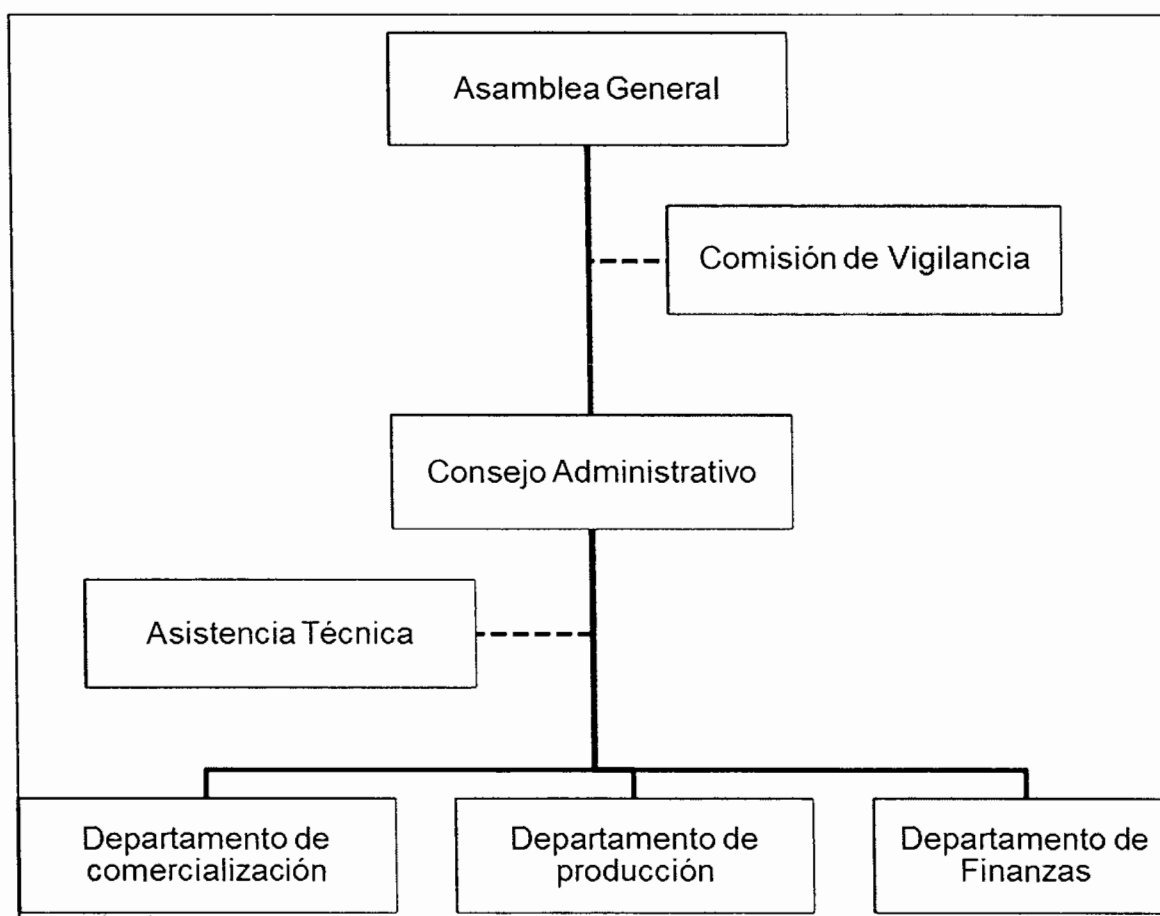 Asamblea General
Comisión de Vigilancia
Consejo Administrativo
Asistencia Técnica
Departamento de
comercialización
Departamento de
producción
Departamento de
Finanzas